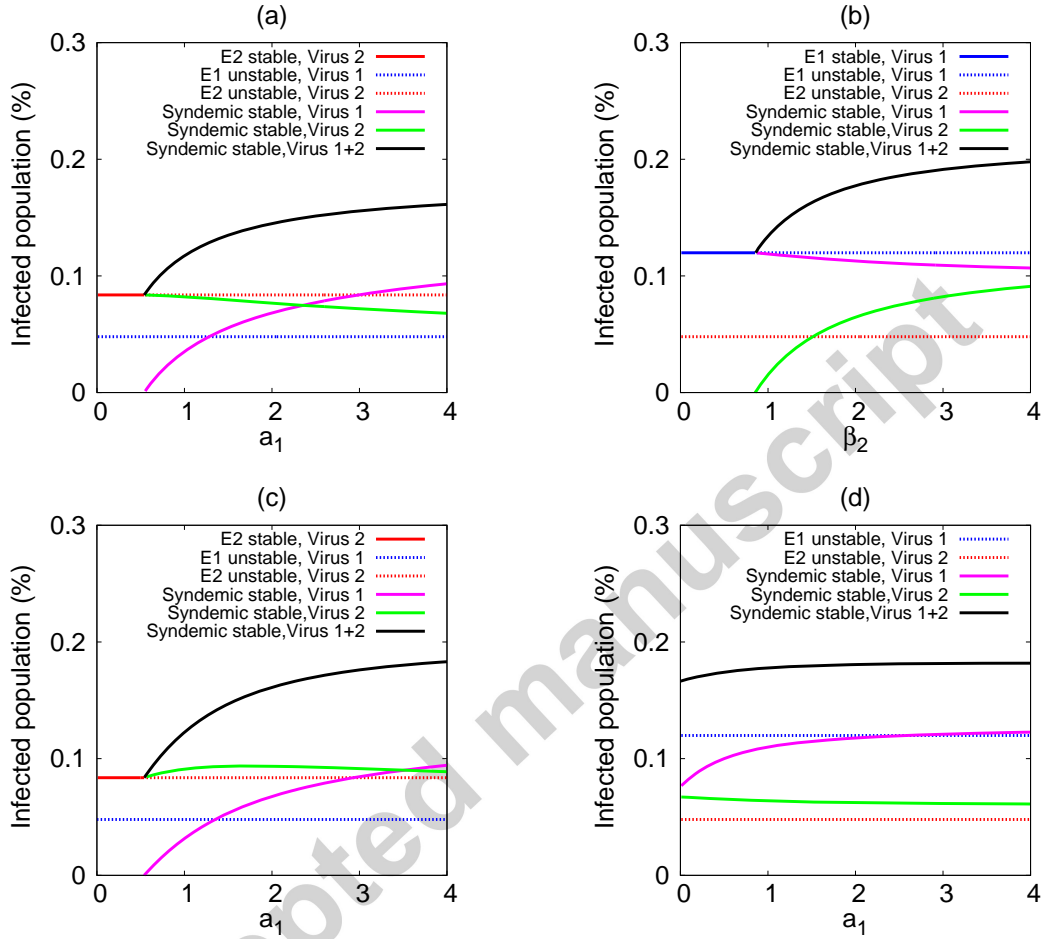 (a)
0.3
0.2
0.1
0
Infected population (%)
E2 stable, Virus 2
E1 unstable, Virus 1
E2 unstable, Virus 2
Syndemic stable, Virus 1
Syndemic stable,Virus 2
Syndemic stable,Virus 1+2
0 1 2 3 4
a1
(b)
0.3
0.2
0.1
0
Infected population (%)
E1 stable, Virus 1
E1 unstable, Virus 1
E2 unstable, Virus 2
Syndemic stable, Virus 1
Syndemic stable, Virus 2
Syndemic stable,Virus 1+2
0 1 2 3 4
β2
(c)
0.3
0.2
0.1
0
Infected population (%)
E2 stable, Virus 2
E1 unstable, Virus 1
E2 unstable, Virus 2
Syndemic stable, Virus 1
Syndemic stable, Virus 2
Syndemic stable,Virus 1+2
0 1 2 3 4
a1
(d)
0.3
0.2
0.1
0
Infected population (%)
E1 unstable, Virus 1
E2 unstable, Virus 2
Syndemic stable, Virus 1
Syndemic stable,Virus 2
Syndemic stable,Virus 1+2
0 1 2 3 4
a1
pted manuscript